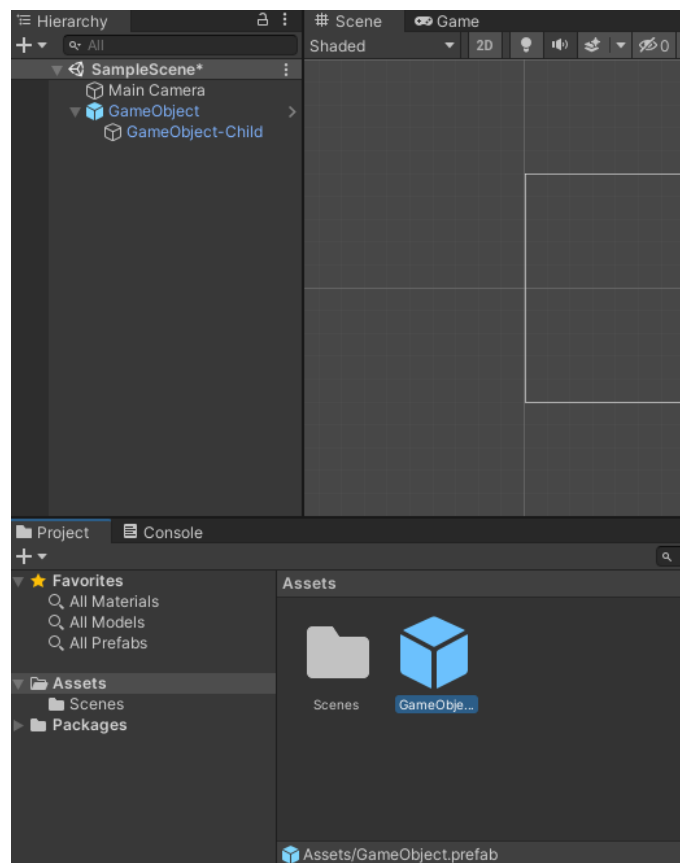 Hierarchy
All
SampleScene*
Main Camera
GameObject
GameObject-Child
Scene Game
Shaded 2D 0
Project Console
Favorites
All Materials
All Models
All Prefabs
Assets
Scenes
Packages
Assets
Scenes GameObje...
Assets/GameObject.prefab